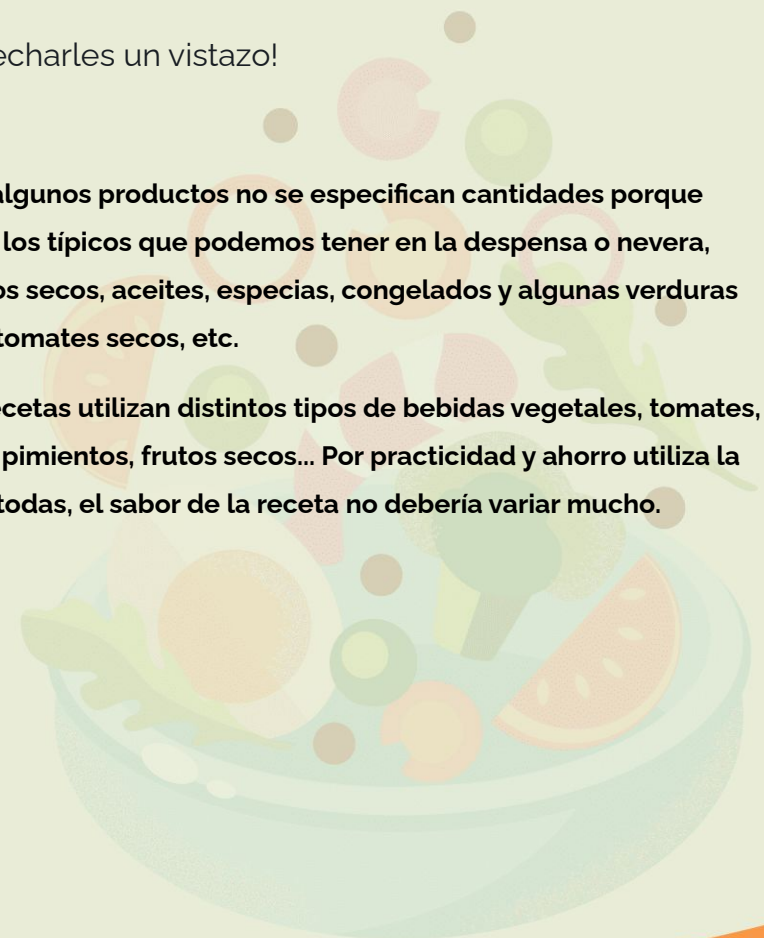 echarles un vistazo!
algunos productos no se especifican cantidades porque
los típicos que podemos tener en la despensa o nevera,
os secos, aceites, especias, congelados y algunas verduras
tomates secos, etc.
ecetas utilizan distintos tipos de bebidas vegetales, tomates,
pimientos, frutos secos... Por practicidad y ahorro utiliza la
todas, el sabor de la receta no debería variar mucho.